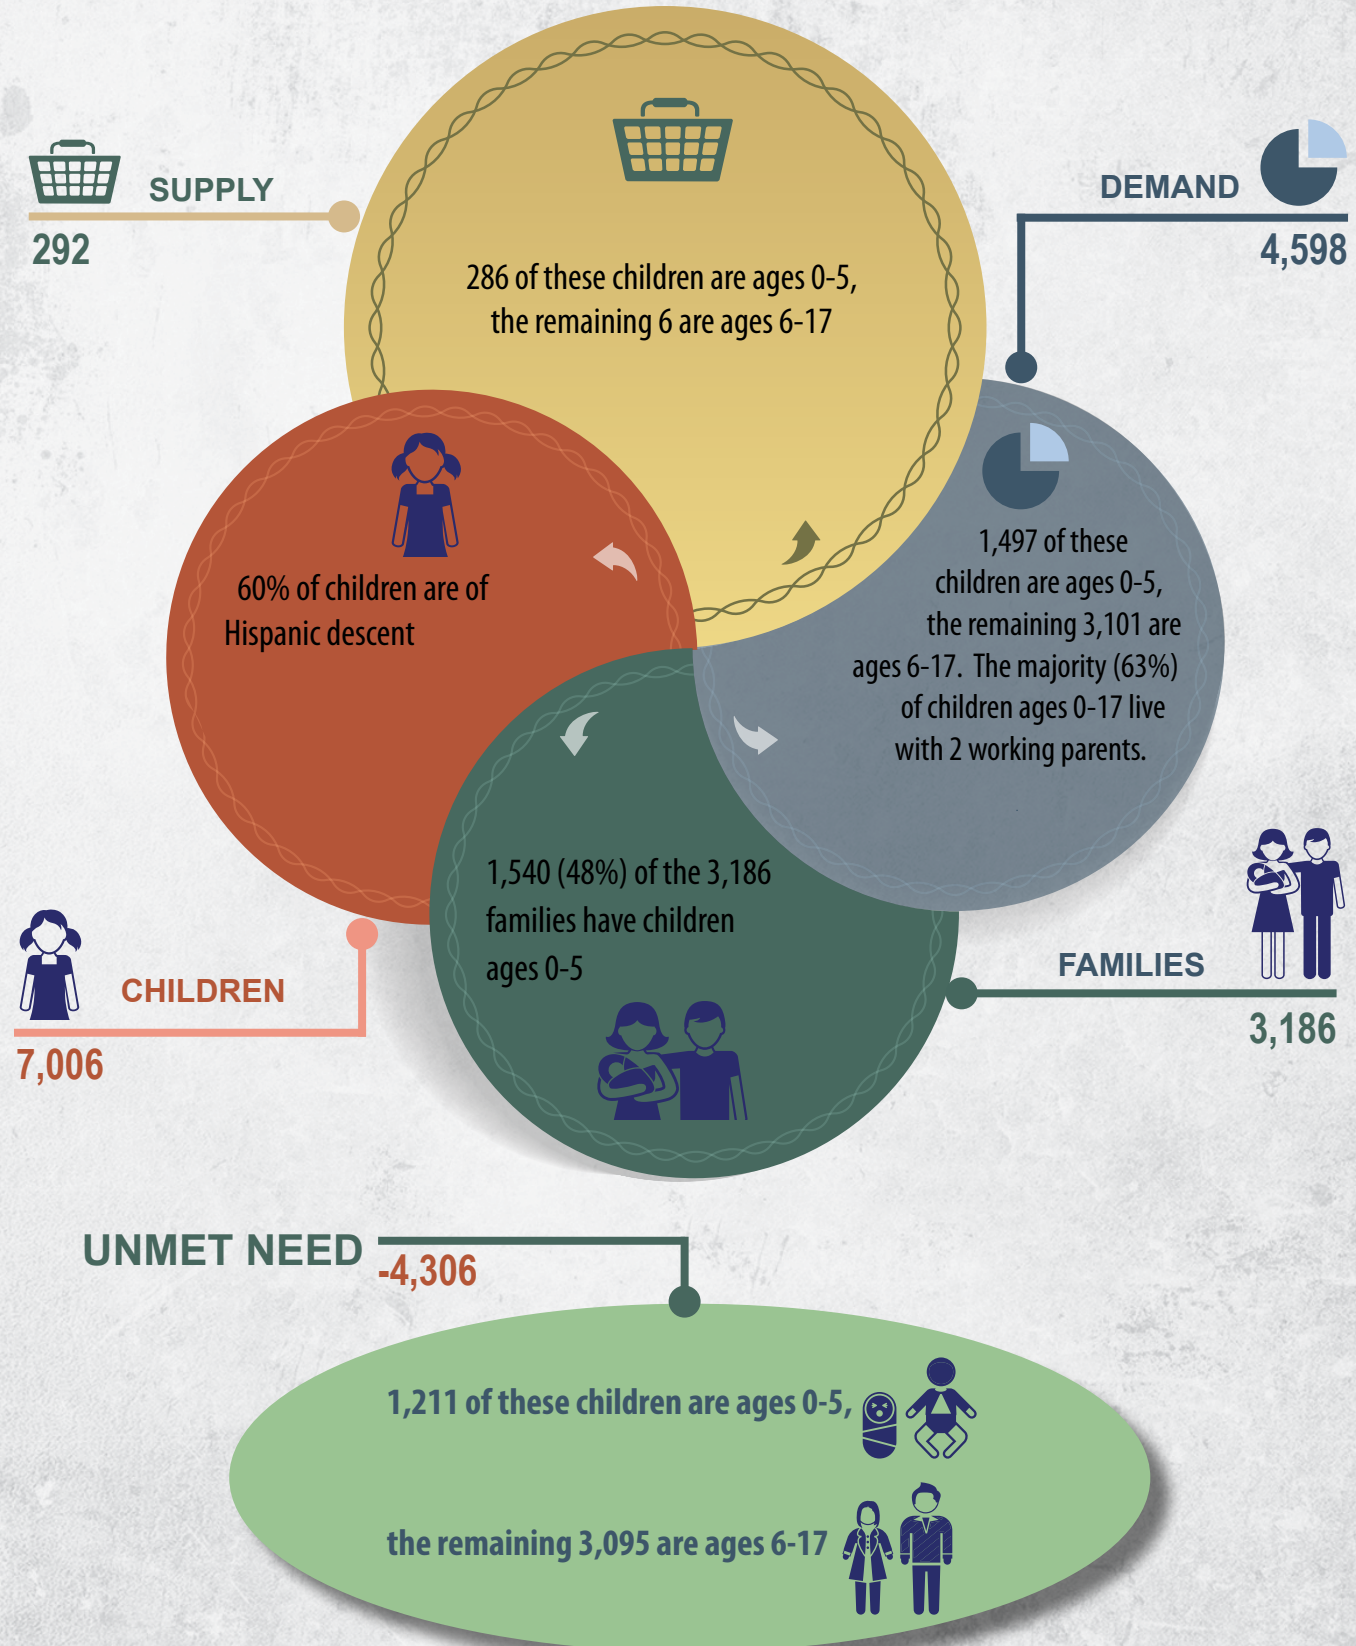 SUPPLY
292
DEMAND
4,598
286 of these children are ages 0-5,
the remaining 6 are ages 6-17
60% of children are of
Hispanic descent
1,497 of these
children are ages 0-5,
the remaining 3,101 are
ages 6-17. The majority (63%)
of children ages 0-17 live
with 2 working parents.
1,540 (48%) of the 3,186
families have children
ages 0-5
CHILDREN
7,006
FAMILIES
3,186
UNMET NEED
-4,306
1,211 of these children are ages 0-5,
the remaining 3,095 are ages 6-17